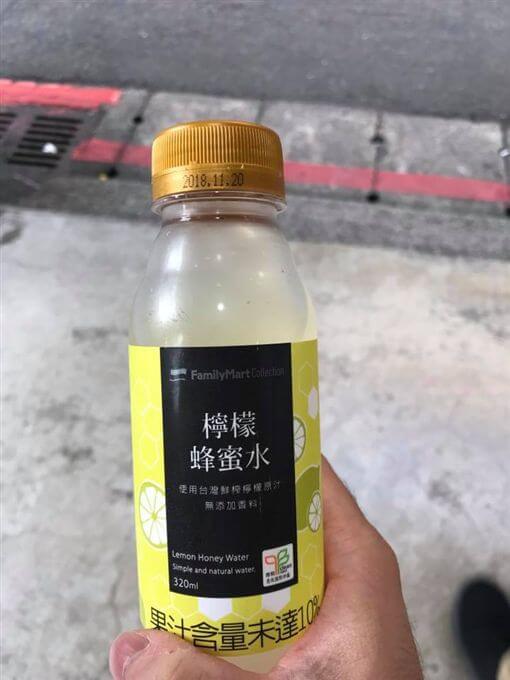 2018.11.20
FamilyMart Collection
檸檬
蜂蜜水
使用台灣鮮榨檸檬原汁
無添加香料
Lemon Honey Water
Simple and natural water.
320ml
果汁含量未達10%